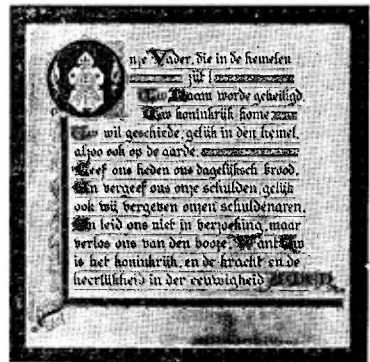 Onze Vader, die in de hemelen
zijt!
Uw Naam worde geheiligd.
Uw koninkrijk kome
Uw wil geschiede, gelijk in den hemel,
alzoo ook op de aarde.
Geef ons heden ons dagelijksch brood.
En vergeef ons onze schulden, gelijk
ook wij vergeven onzen schuldenaren.
En leid ons niet in verzoeking, maar
verlos ons van den booze, Want Uw
is het koninkrijk, en de kracht en de
heerlijkheid in der eeuwigheid